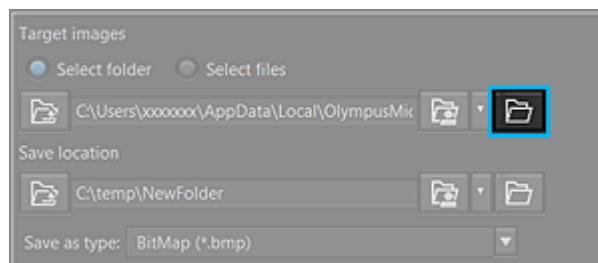 Target images
Select folder Select files
C:\Users\xxxxxxx\AppData\Local\OlympusMic
Save location
C:\temp\NewFolder
Save as type: BitMap (*.bmp)